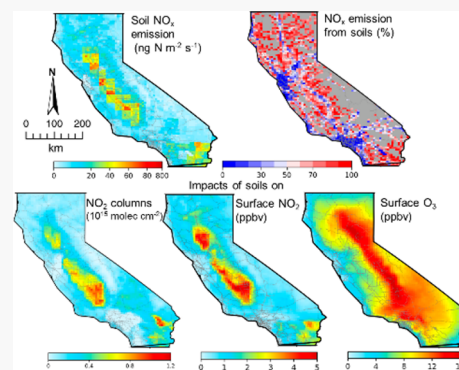 Soil NOx
emission
(ng N m-2 s-1)
NOx emission
from soils (%)
N
0 100 200
km
0 20 40 60 80 800
0 30 50 70 100
Impacts of soils on
NO2 columns
(1015 molec cm-2)
Surface NO2
(ppbv)
Surface O3
(ppbv)
0 0.4 0.8 1.2
0 1 2 3 4 5
0 4 8 12